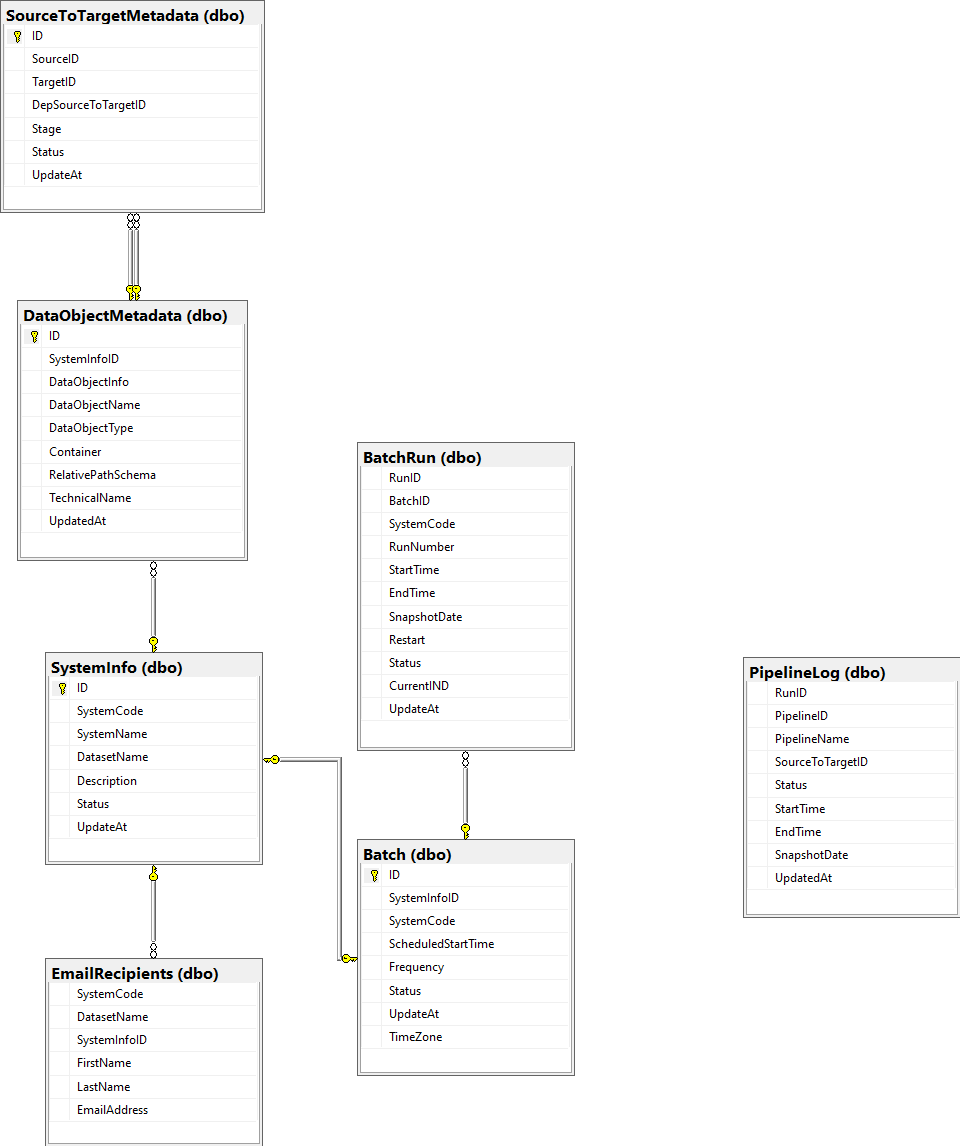 SourceToTargetMetadata (dbo)
ID
SourceID
TargetID
DepSourceToTargetID
Stage
Status
UpdateAt
DataObjectMetadata (dbo)
ID
SystemInfoID
DataObjectInfo
DataObjectName
DataObjectType
Container
RelativePathSchema
TechnicalName
UpdatedAt
BatchRun (dbo)
RunID
BatchID
SystemCode
RunNumber
StartTime
EndTime
SnapshotDate
Restart
Status
CurrentIND
UpdateAt
SystemInfo (dbo)
ID
SystemCode
SystemName
DatasetName
Description
Status
UpdateAt
PipelineLog (dbo)
RunID
PipelineID
PipelineName
SourceToTargetID
Status
StartTime
EndTime
SnapshotDate
UpdatedAt
Batch (dbo)
ID
SystemInfoID
SystemCode
ScheduledStartTime
Frequency
Status
UpdateAt
TimeZone
EmailRecipients (dbo)
SystemCode
DatasetName
SystemInfoID
FirstName
LastName
EmailAddress